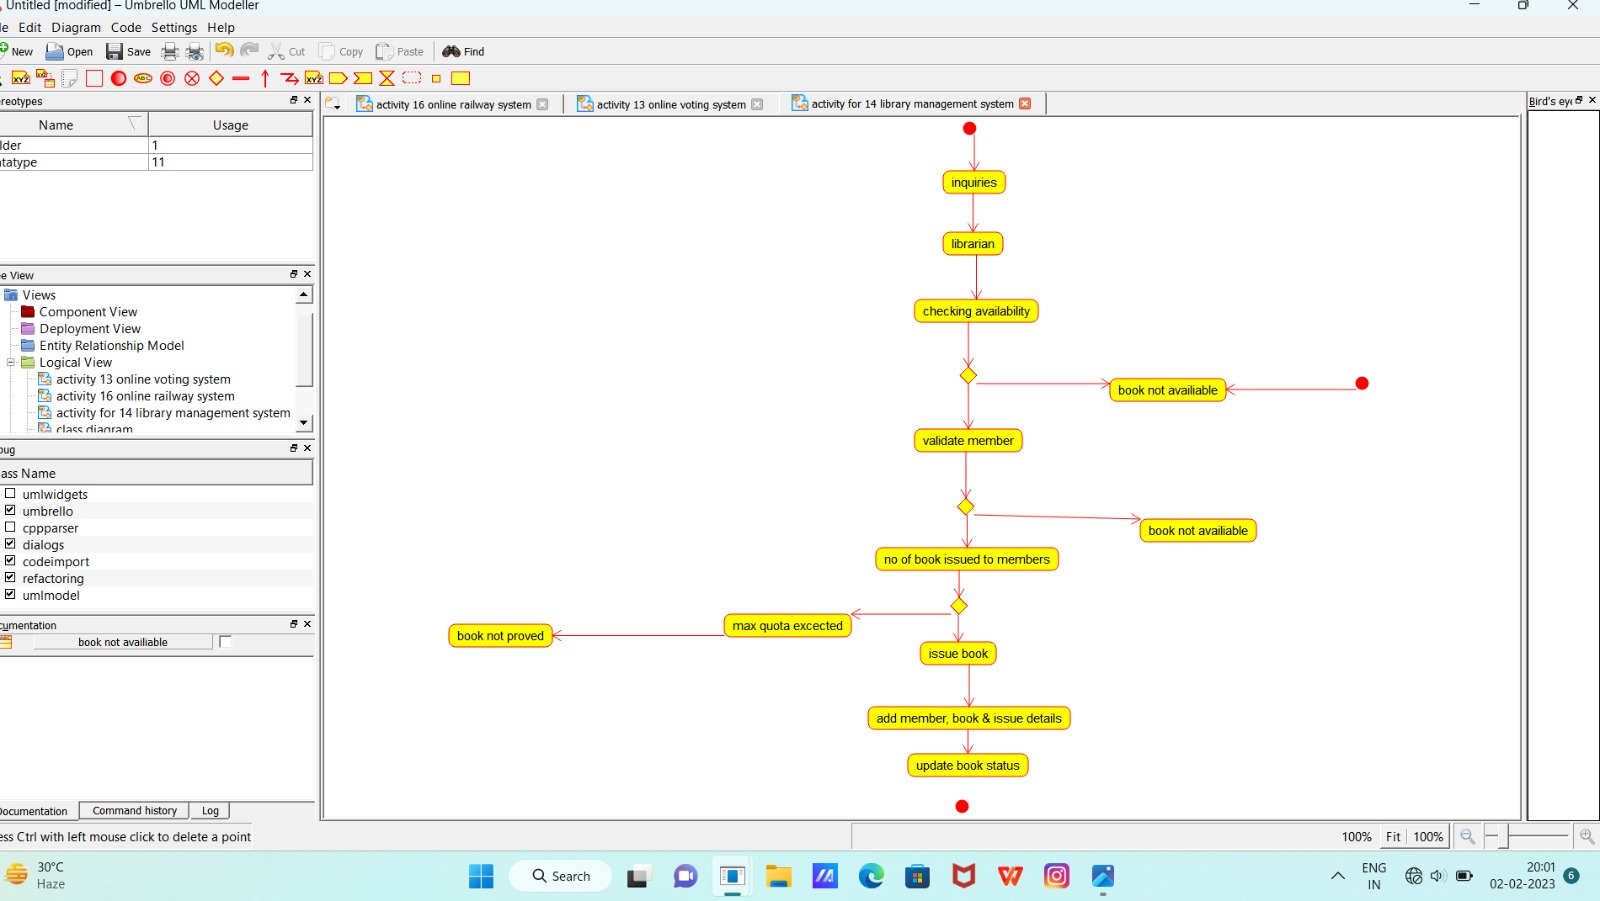 Untitled [modified] – Umbrello UML Modeller
Edit Diagram Code Settings Help
New Open Save Cut Copy Paste Find
XYZ ABC XYZ
activity 16 online railway system activity 13 online voting system activity for 14 library management system
Bird's eye
Name Usage
lder 1
tatype 11
inquiries
librarian
checking availability
book not availiable
validate member
book not availiable
no of book issued to members
max quota excected
book not proved
issue book
add member, book & issue details
update book status
ee View
Views
Component View
Deployment View
Entity Relationship Model
Logical View
activity 13 online voting system
activity 16 online railway system
activity for 14 library management system
class diagram
bug
ass Name
umlwidgets
umbrello
cppparser
dialogs
codeimport
refactoring
umlmodel
cumentation
book not availiable
Documentation Command history Log
ess Ctrl with left mouse click to delete a point
100% Fit 100%
30°C
Haze
Search
ENG
IN
20:01
02-02-2023
6